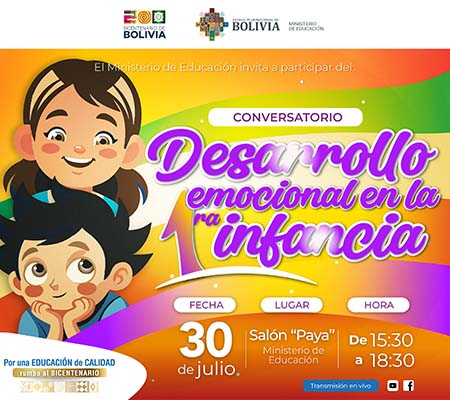 200
BICENTENARIO DE
BOLIVIA
ESTADO PLURINACIONAL DE
BOLIVIA
MINISTERIO
DE EDUCACIÓN
El Ministerio de Educación invita a participar del:
CONVERSATORIO
Desarrollo
emocional en la
1ra infancia
FECHA
LUGAR
HORA
30
de julio
Salón "Paya"
Ministerio de
Educación
De 15:30
a 18:30
Por una EDUCACIÓN de CALIDAD
rumbo al BICENTENARIO
Transmisión en vivo